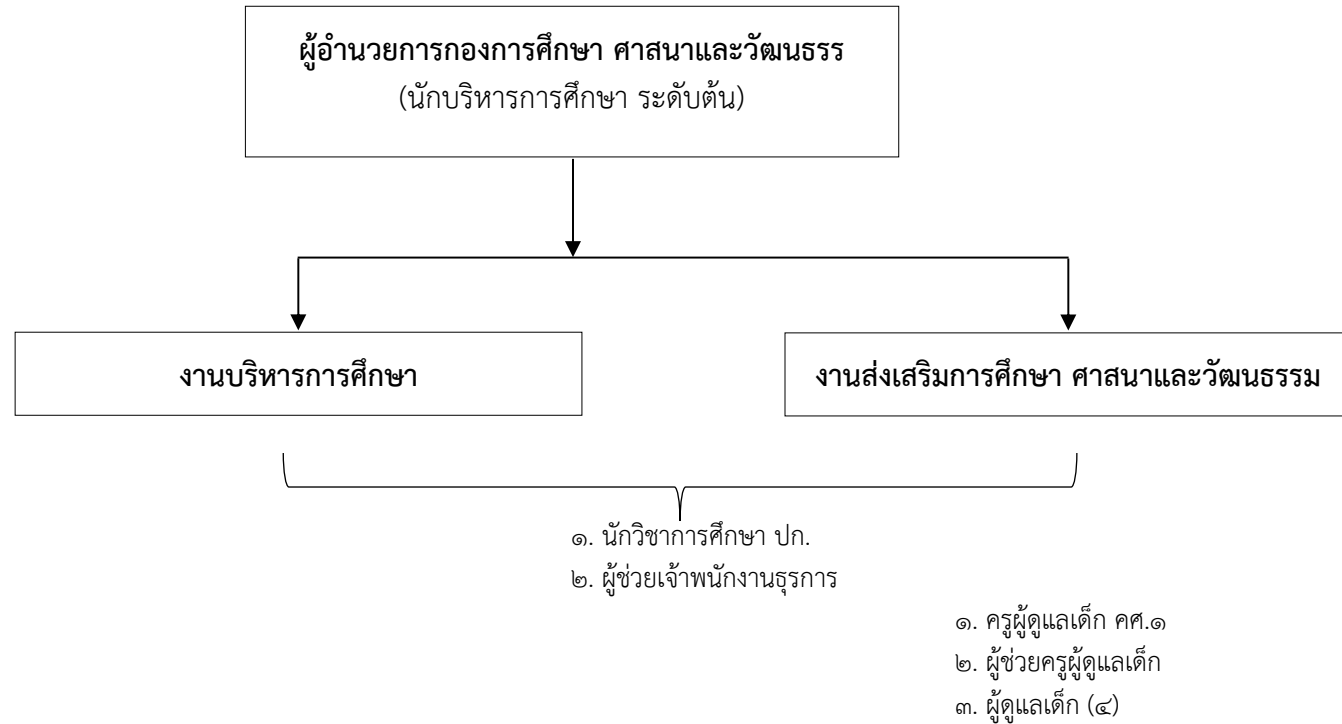 ผู้อำนวยการกองการศึกษา ศาสนาและวัฒนธรร
(นักบริหารการศึกษา ระดับต้น)
งานบริหารการศึกษา
งานส่งเสริมการศึกษา ศาสนาและวัฒนธรรม
๑. นักวิชาการศึกษา ปก.
๒. ผู้ช่วยเจ้าพนักงานธุรการ
๑. ครูผู้ดูแลเด็ก คศ.๑
๒. ผู้ช่วยครูผู้ดูแลเด็ก
๓. ผู้ดูแลเด็ก (๔)